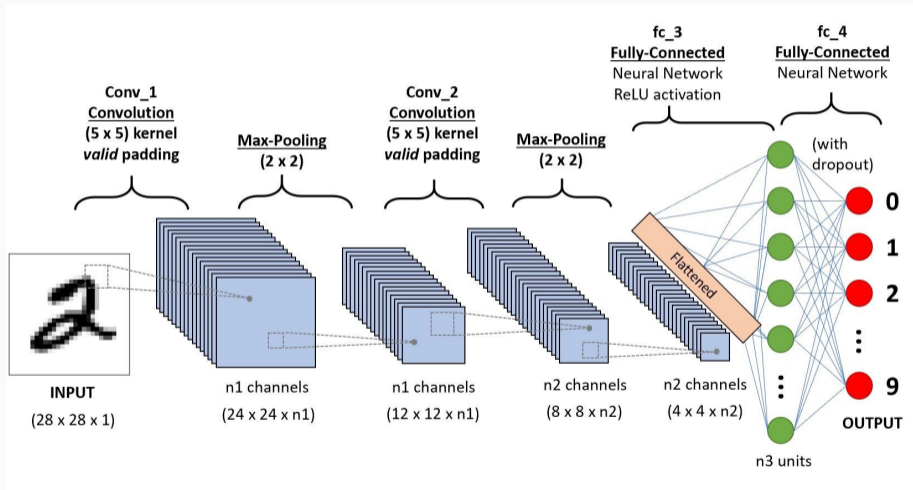 fc_3
Fully-Connected
Neural Network
ReLU activation
fc_4
Fully-Connected
Neural Network
Conv_1
Convolution
(5 x 5) kernel
valid padding
Max-Pooling
(2 x 2)
Conv_2
Convolution
(5 x 5) kernel
valid padding
Max-Pooling
(2 x 2)
(with
dropout)
2
Flattened
0
1
2
9
OUTPUT
INPUT
(28 x 28 x 1)
n1 channels
(24 x 24 x n1)
n1 channels
(12 x 12 x n1)
n2 channels
(8 x 8 x n2)
n2 channels
(4 x 4 x n2)
n3 units